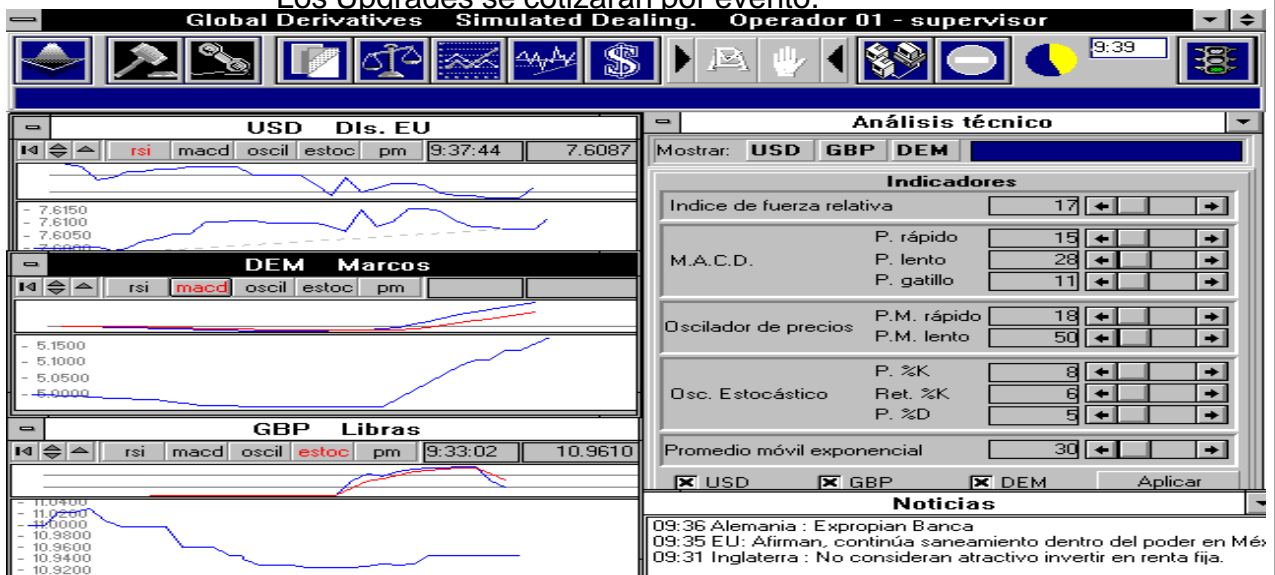 Los Upgrades se cotizarán por evento.
Global Derivatives Simulated Dealing. Operador 01 - supervisor
9:39
USD Dls. EU
rsi macd oscil estoc pm 9:37:44 7.6087
- 7.6150
- 7.6100
- 7.6050
- 7.6000
DEM Marcos
rsi macd oscil estoc pm
- 5.1500
- 5.1000
- 5.0500
- 5.0000
GBP Libras
rsi macd oscil estoc pm 9:33:02 10.9610
- 11.0400
- 11.0200
- 11.0000
- 10.9800
- 10.9600
- 10.9400
- 10.9200
Análisis técnico
Mostrar: USD GBP DEM
Indicadores
Indice de fuerza relativa 17
M.A.C.D.
P. rápido 15
P. lento 28
P. gatillo 11
Oscilador de precios
P.M. rápido 18
P.M. lento 50
Osc. Estocástico
P. %K 8
Ret. %K 6
P. %D 5
Promedio móvil exponencial 30
USD GBP DEM Aplicar
Noticias
09:36 Alemania : Expropian Banca
09:35 EU: Afirman, continúa saneamiento dentro del poder en
09:31 Inglaterra : No consideran atractivo invertir en renta fija.